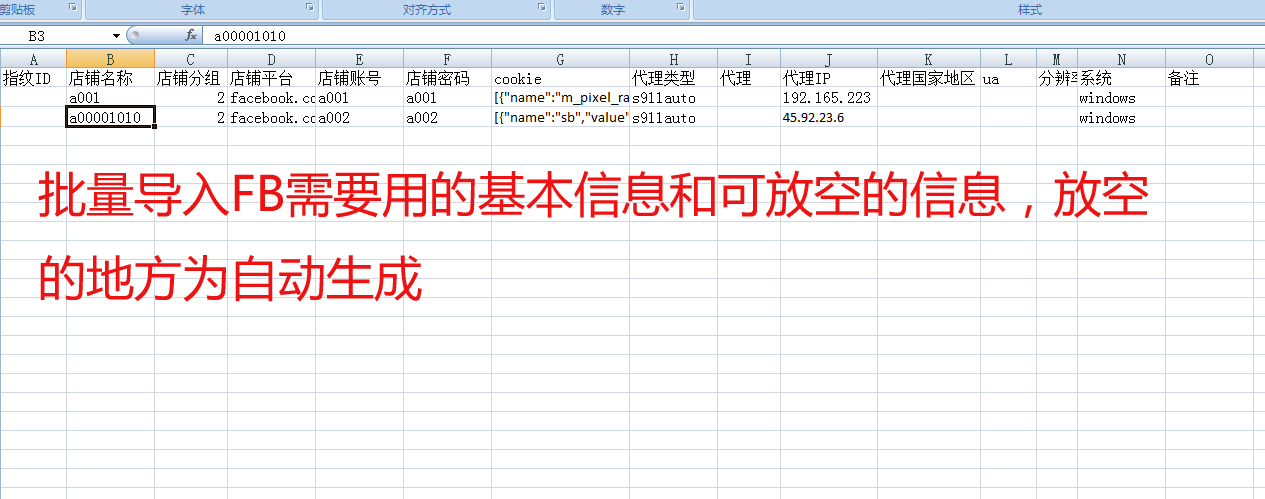 剪贴板 字体 对齐方式 数字 样式
B3 fx a00001010
A B C D E F G H I J K L M N O
指纹ID 店铺名称 店铺分组 店铺平台 店铺账号 店铺密码 cookie 代理类型 代理 代理IP 代理国家地区 ua 分辨 系统 备注
a001 2 facebook.co a001 a001 [{"name":"m_pixel_ra s911auto 192.165.223 windows
a00001010 2 facebook.co a002 a002 [{"name":"sb","value" s911auto 45.92.23.6 windows
批量导入FB需要用的基本信息和可放空的信息，放空
的地方为自动生成